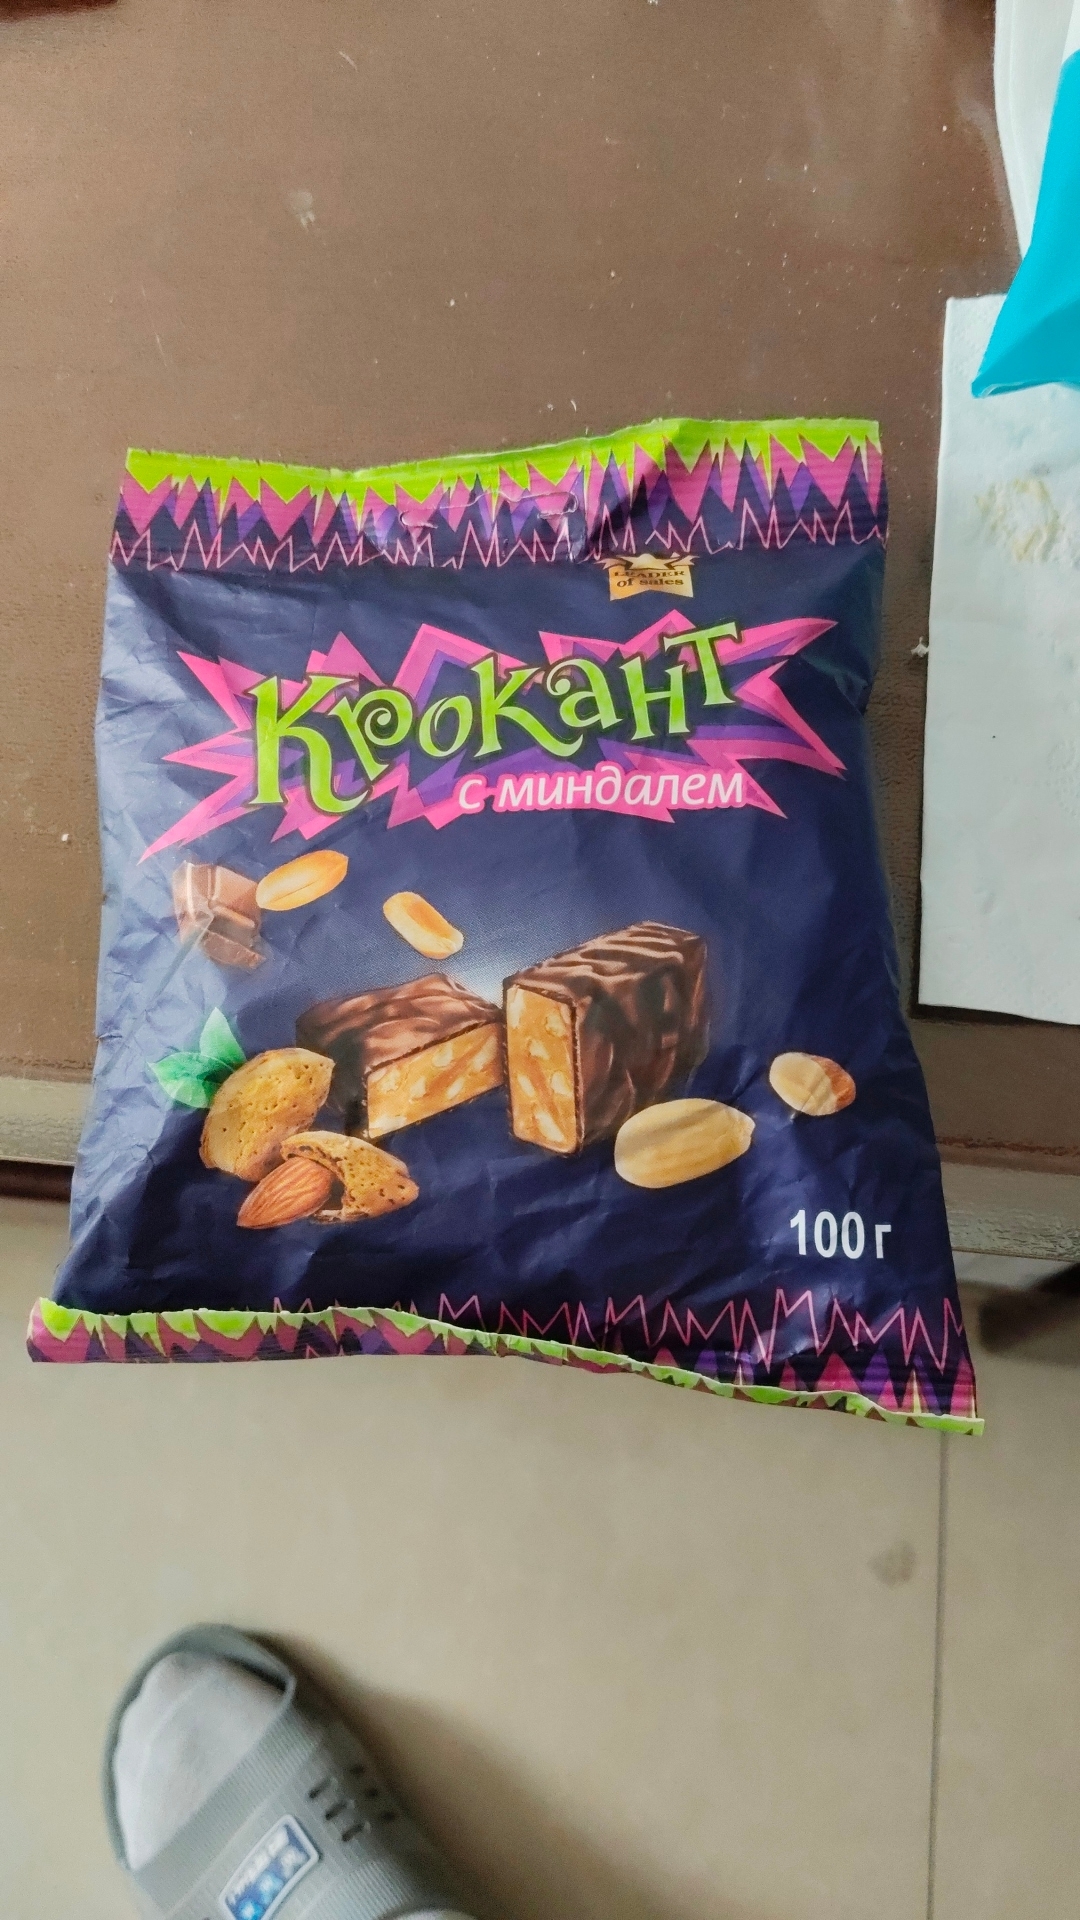 LEADER
of sales
Крокант
с миндалем
100 г